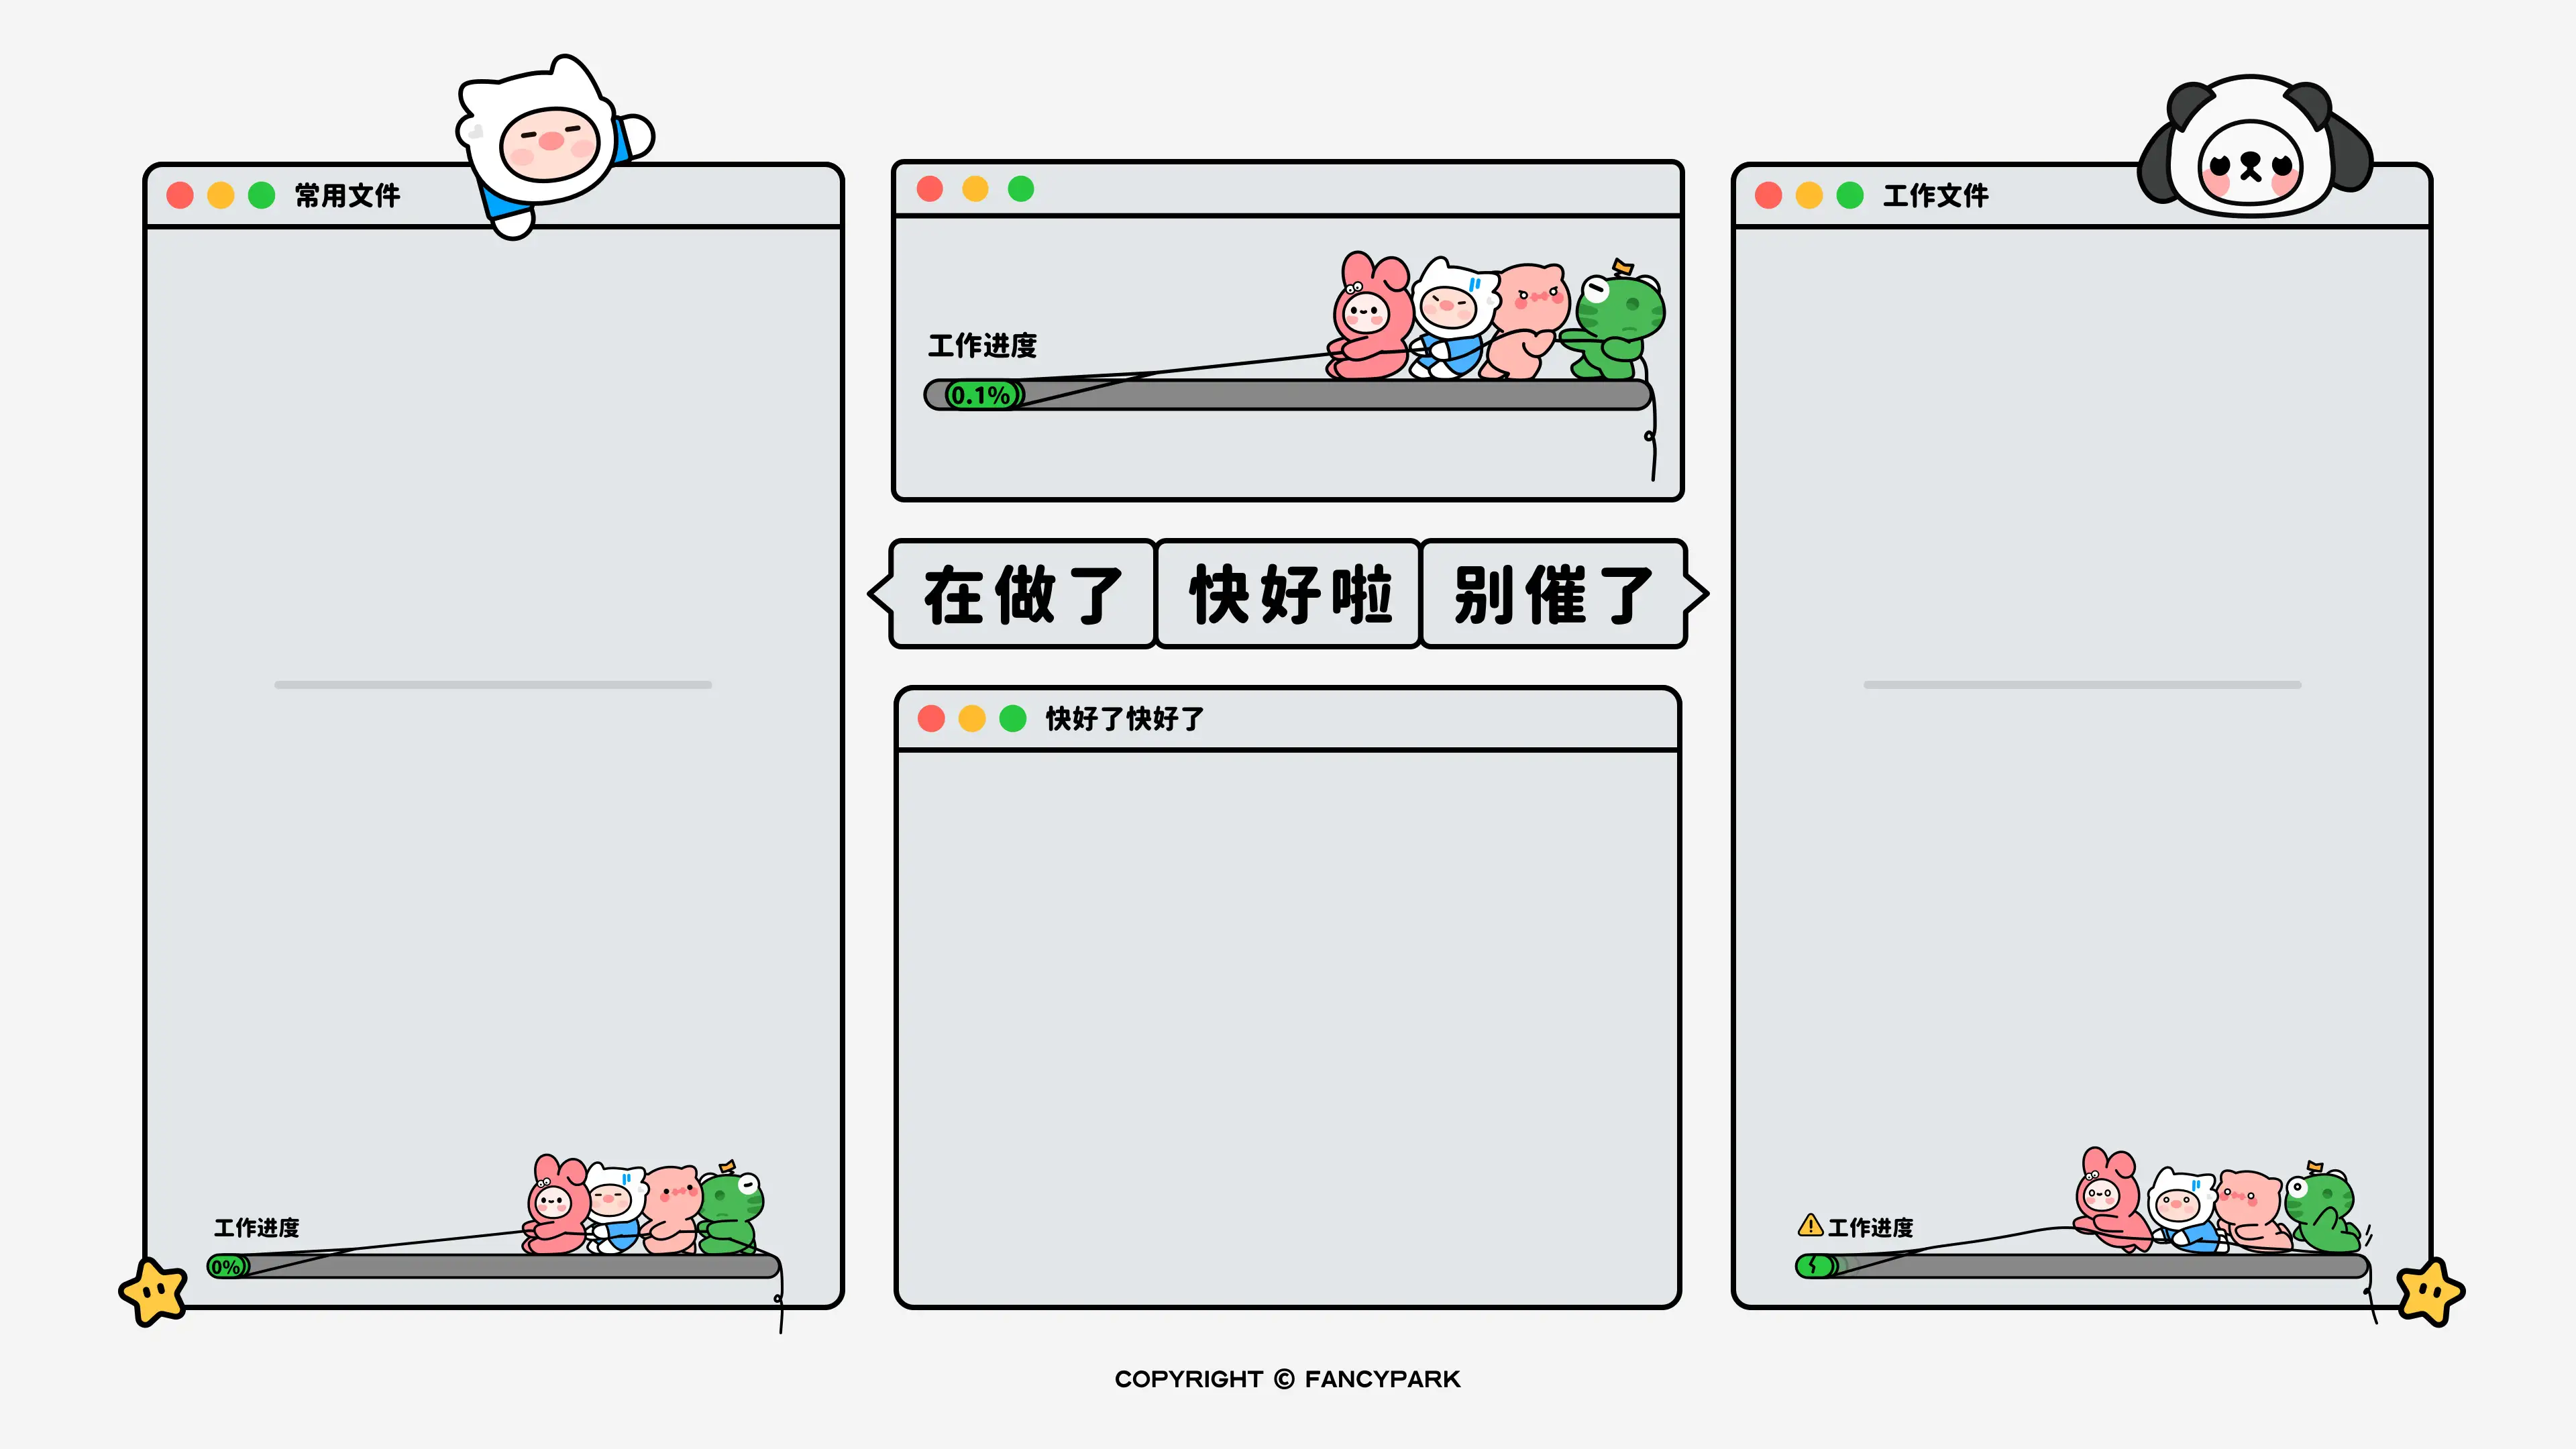 常用文件
工作进度
0%
工作进度
0.1%
在做了
快好啦
别催了
快好了快好了
工作文件
工作进度
COPYRIGHT © FANCYPARK